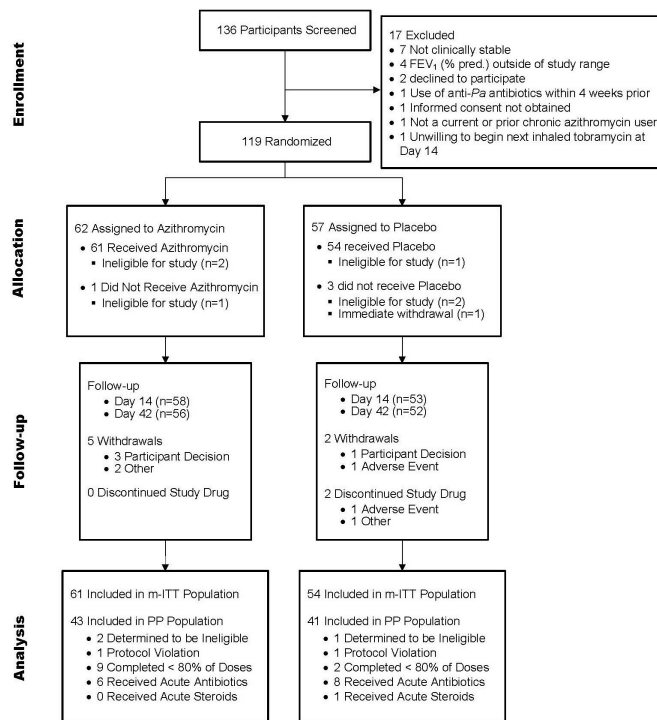 Enrollment
136 Participants Screened
17 Excluded
• 7 Not clinically stable
• 4 FEV₁ (% pred.) outside of study range
• 2 declined to participate
• 1 Use of anti-Pa antibiotics within 4 weeks prior
• 1 Informed consent not obtained
• 1 Not a current or prior chronic azithromycin user
• 1 Unwilling to begin next inhaled tobramycin at
Day 14
119 Randomized
Allocation
62 Assigned to Azithromycin
• 61 Received Azithromycin
▪ Ineligible for study (n=2)
• 1 Did Not Receive Azithromycin
▪ Ineligible for study (n=1)
57 Assigned to Placebo
• 54 received Placebo
▪ Ineligible for study (n=1)
• 3 did not receive Placebo
▪ Ineligible for study (n=2)
▪ Immediate withdrawal (n=1)
Follow-up
Follow-up
• Day 14 (n=58)
• Day 42 (n=56)
5 Withdrawals
• 3 Participant Decision
• 2 Other
0 Discontinued Study Drug
Follow-up
• Day 14 (n=53)
• Day 42 (n=52)
2 Withdrawals
• 1 Participant Decision
• 1 Adverse Event
2 Discontinued Study Drug
• 1 Adverse Event
• 1 Other
Analysis
61 Included in m-ITT Population
43 Included in PP Population
• 2 Determined to be Ineligible
• 1 Protocol Violation
• 9 Completed < 80% of Doses
• 6 Received Acute Antibiotics
• 0 Received Acute Steroids
54 Included in m-ITT Population
41 Included in PP Population
• 1 Determined to be Ineligible
• 1 Protocol Violation
• 2 Completed < 80% of Doses
• 8 Received Acute Antibiotics
• 1 Received Acute Steroids